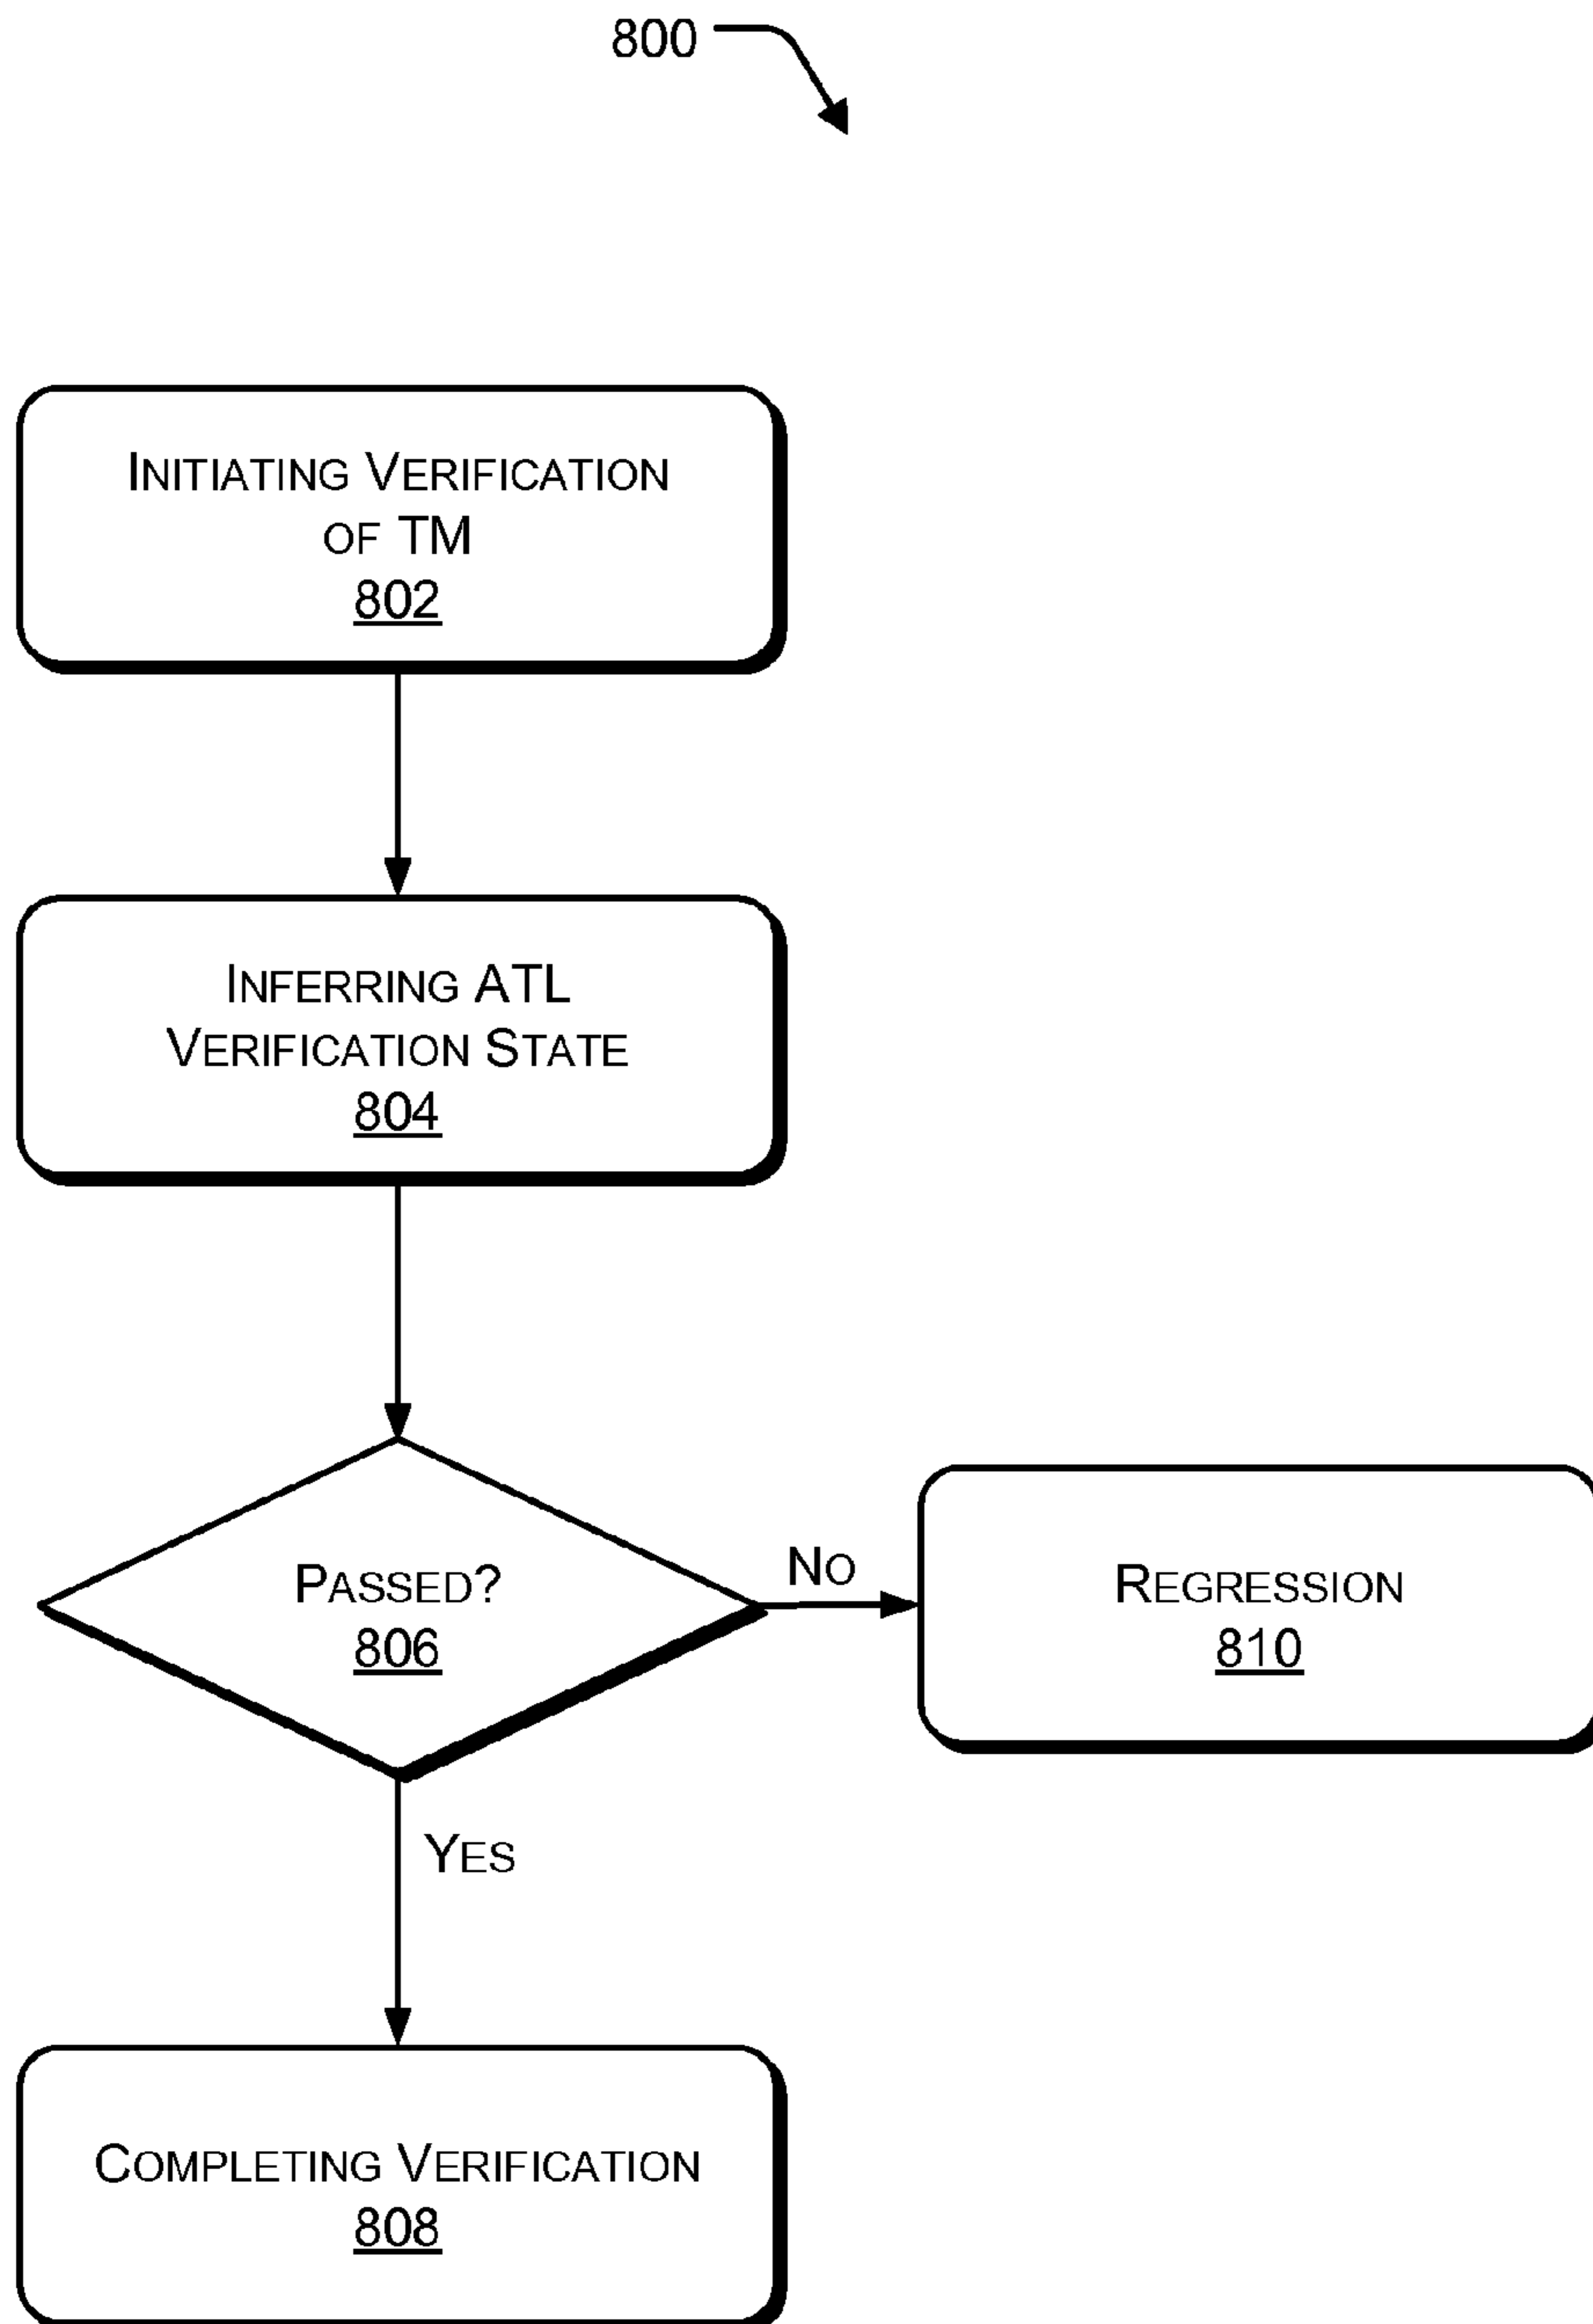 800
INITIATING VERIFICATION
OF TM
802
INFERRING ATL
VERIFICATION STATE
804
PASSED?
806
NO
REGRESSION
810
YES
COMPLETING VERIFICATION
808